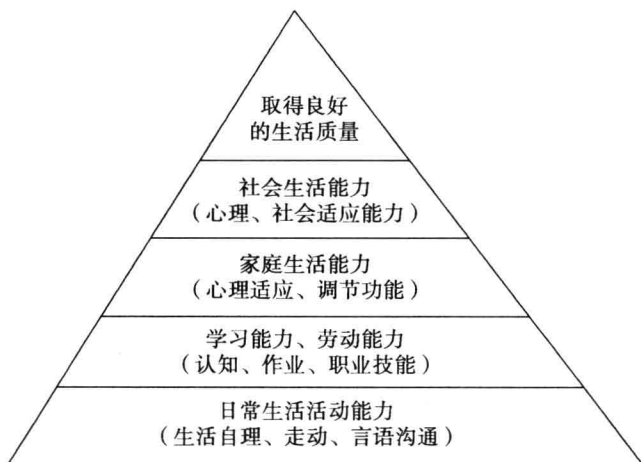 取得良好
的生活质量
社会生活能力
（心理、社会适应能力）
家庭生活能力
（心理适应、调节功能）
学习能力、劳动能力
（认知、作业、职业技能）
日常生活活动能力
（生活自理、走动、言语沟通）